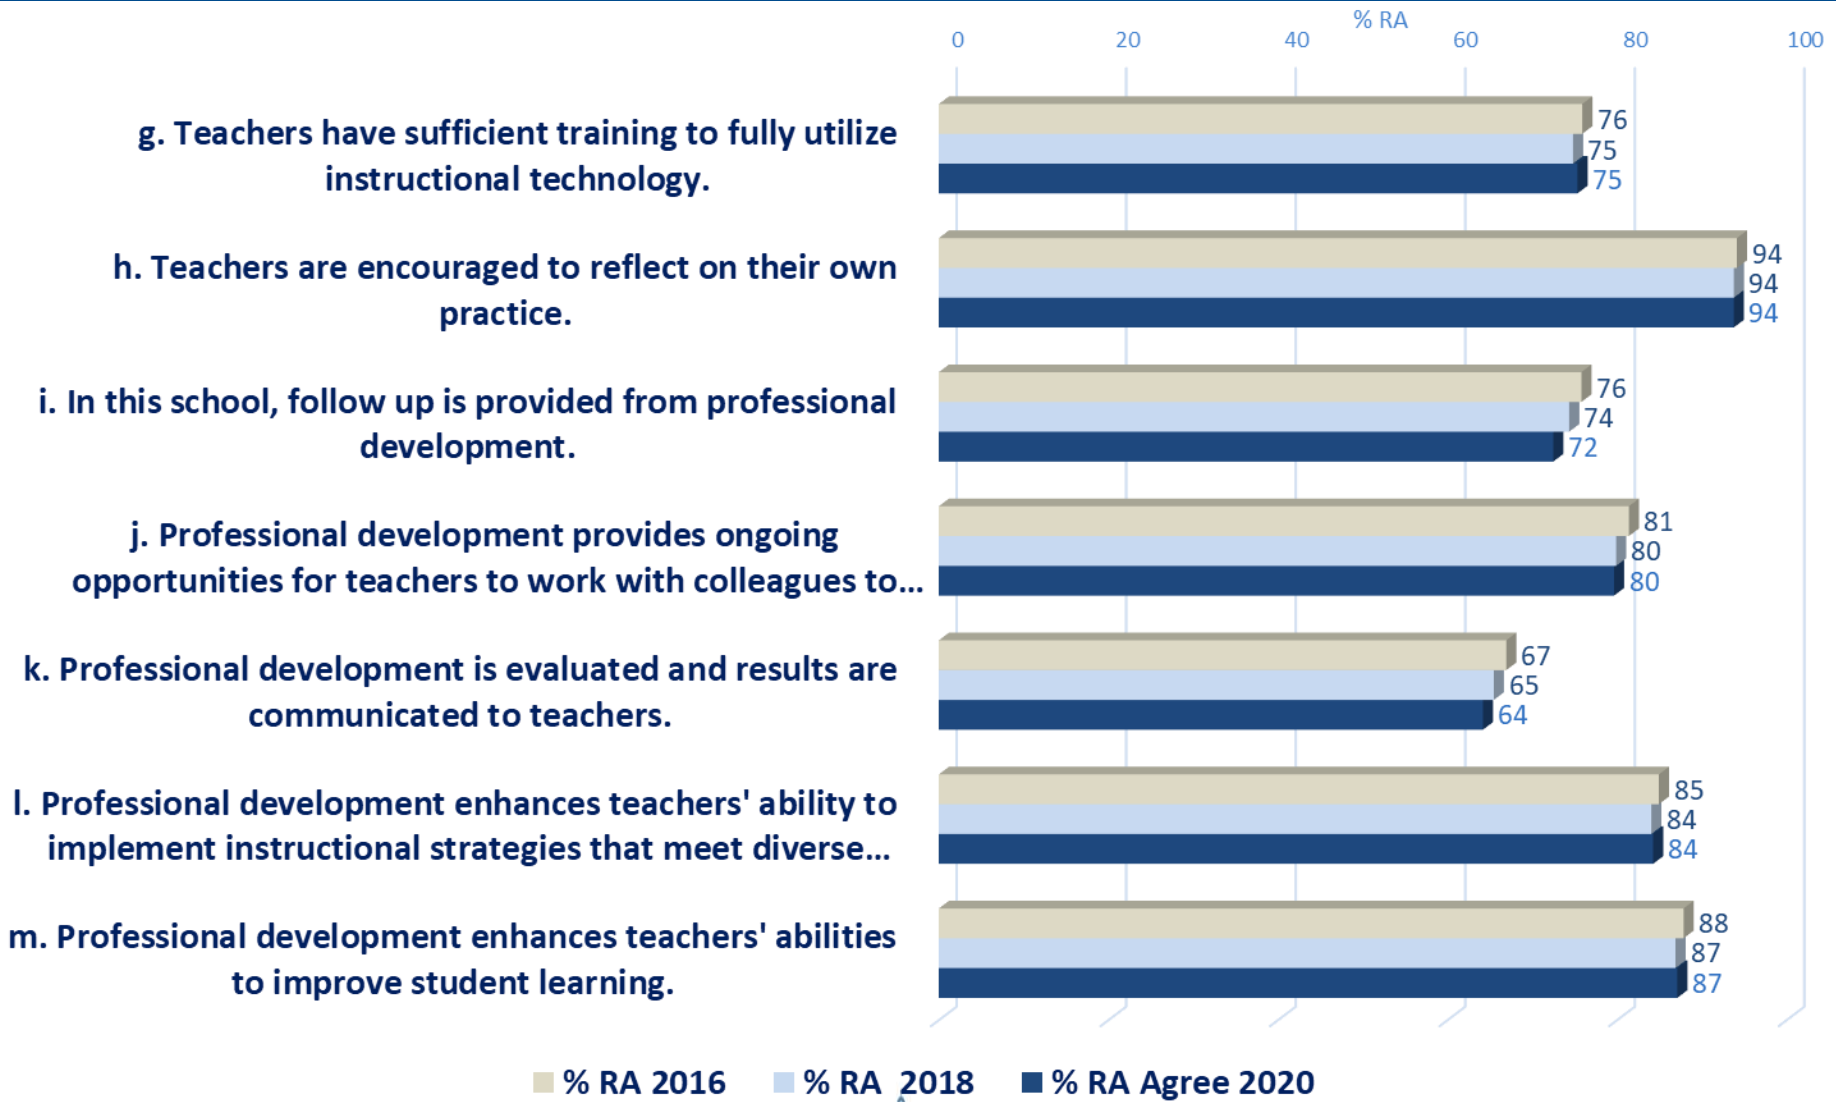 % RA
0 20 40 60 80 100
g. Teachers have sufficient training to fully utilize
instructional technology.
76
75
75
h. Teachers are encouraged to reflect on their own
practice.
94
94
94
i. In this school, follow up is provided from professional
development.
76
74
72
j. Professional development provides ongoing
opportunities for teachers to work with colleagues to...
81
80
80
k. Professional development is evaluated and results are
communicated to teachers.
67
65
64
l. Professional development enhances teachers' ability to
implement instructional strategies that meet diverse...
85
84
84
m. Professional development enhances teachers' abilities
to improve student learning.
88
87
87
% RA 2016 % RA 2018 % RA Agree 2020